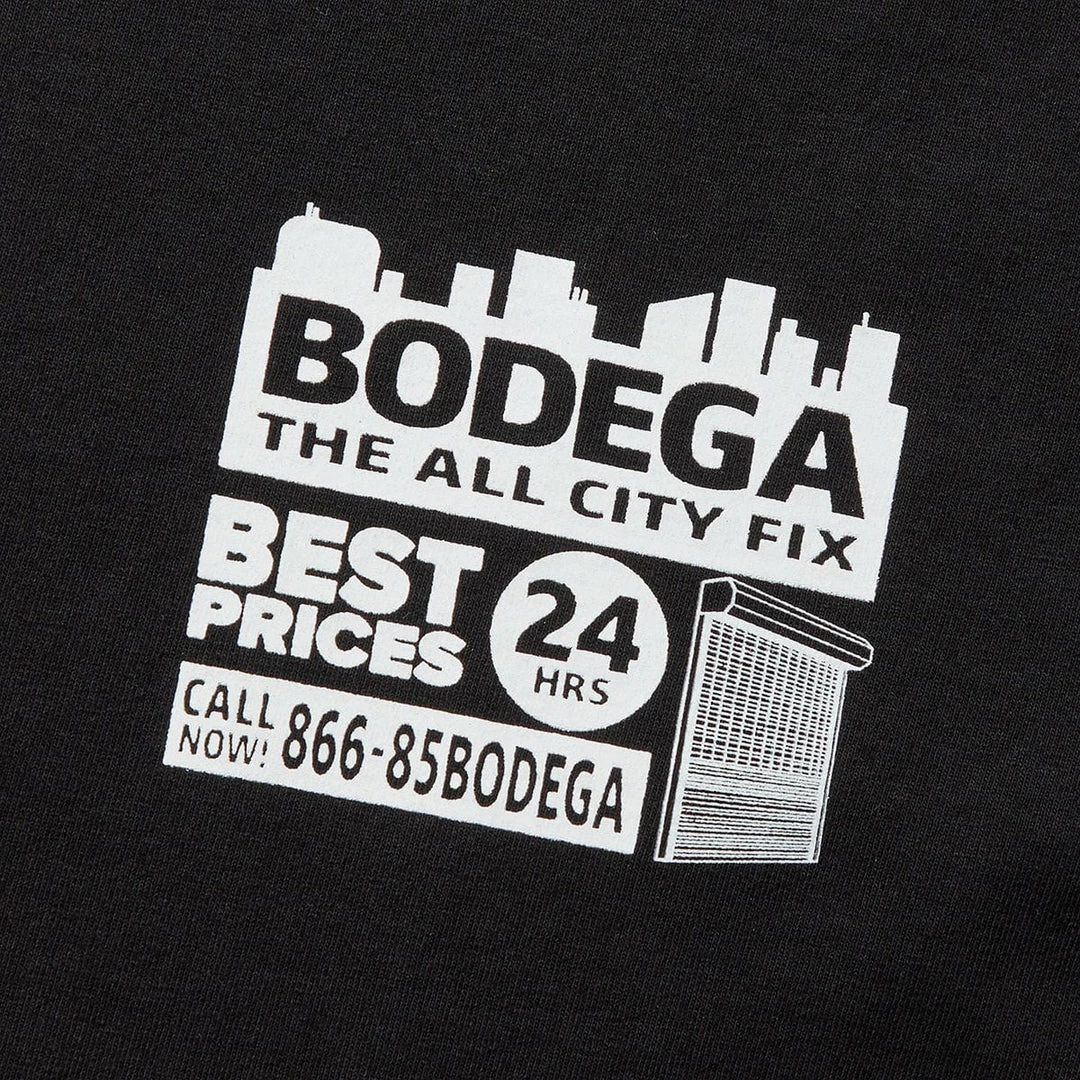 BODEGA
THE ALL CITY FIX
BEST
PRICES
24
HRS
CALL
NOW!
866-85BODEGA